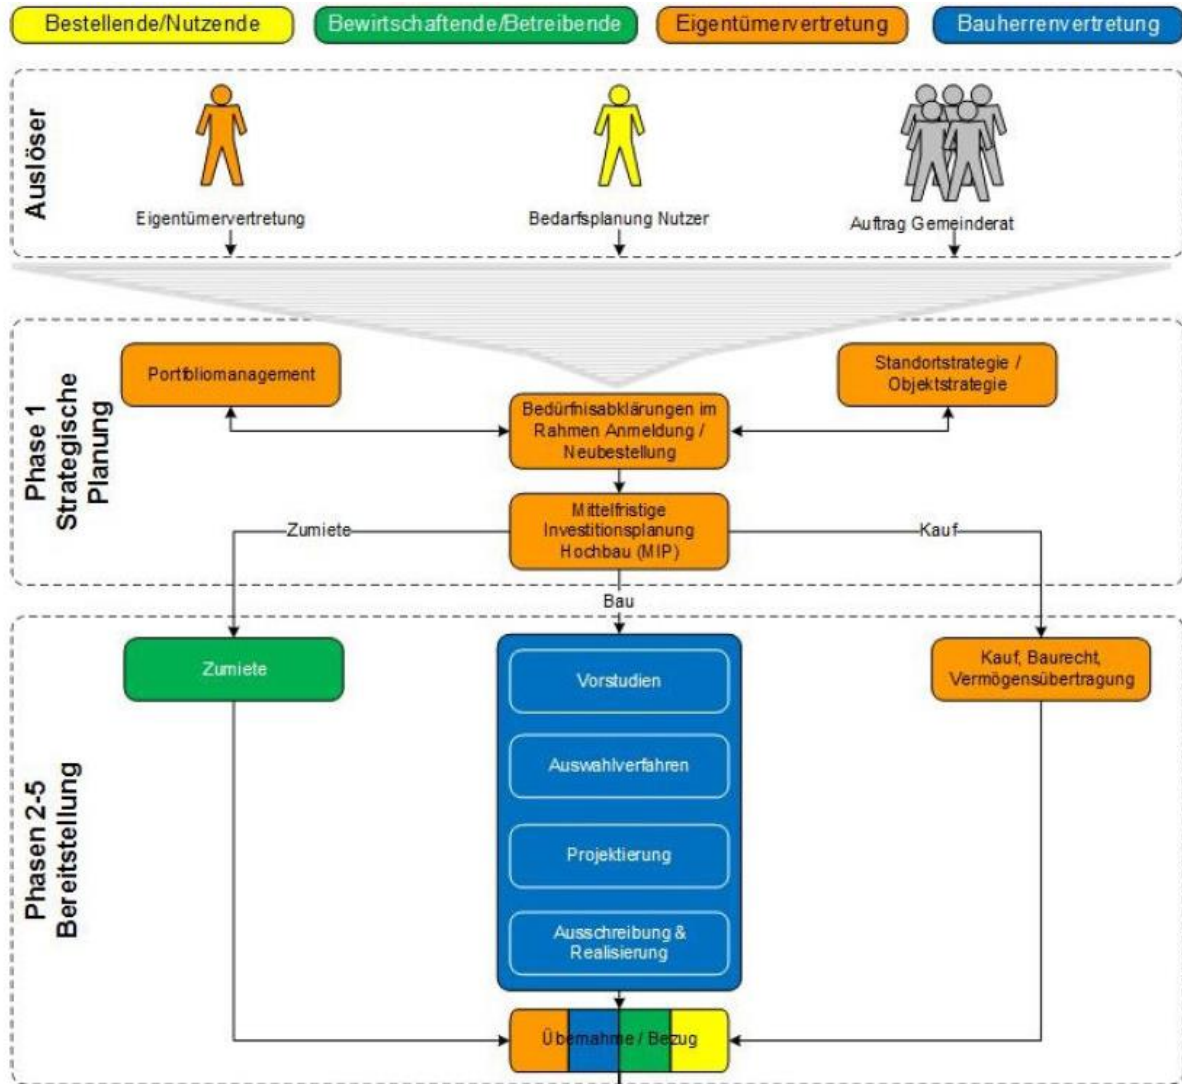 Bestellende/Nutzende
Bewirtschaftende/Betreibende
Eigentümervertretung
Bauherrenvertretung
Auslöser
Eigentümervertretung
Bedarfsplanung Nutzer
Auftrag Gemeinderat
Phase 1
Strategische
Planung
Portfoliomanagement
Standortstrategie /
Objektstrategie
Bedürfnisabklärungen im
Rahmen Anmeldung /
Neubestellung
Mittelfristige
Investitionsplanung
Hochbau (MIP)
Zumiete
Kauf
Bau
Phasen 2-5
Bereitstellung
Zumiete
Vorstudien
Auswahlverfahren
Projektierung
Ausschreibung &
Realisierung
Kauf, Baurecht,
Vermögensübertragung
Übernahme / Bezug